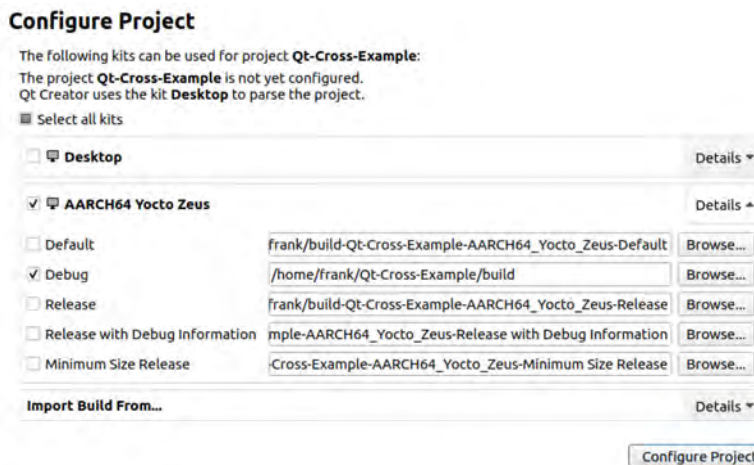 Configure Project
The following kits can be used for project Qt-Cross-Example:
The project Qt-Cross-Example is not yet configured.
Qt Creator uses the kit Desktop to parse the project.
Select all kits
Desktop Details
AARCH64 Yocto Zeus Details
Default frank/build-Qt-Cross-Example-AARCH64_Yocto_Zeus-Default Browse...
Debug /home/frank/Qt-Cross-Example/build Browse...
Release frank/build-Qt-Cross-Example-AARCH64_Yocto_Zeus-Release Browse...
Release with Debug Information mple-AARCH64_Yocto_Zeus-Release with Debug Information Browse...
Minimum Size Release -Cross-Example-AARCH64_Yocto_Zeus-Minimum Size Release Browse...
Import Build From... Details
Configure Project